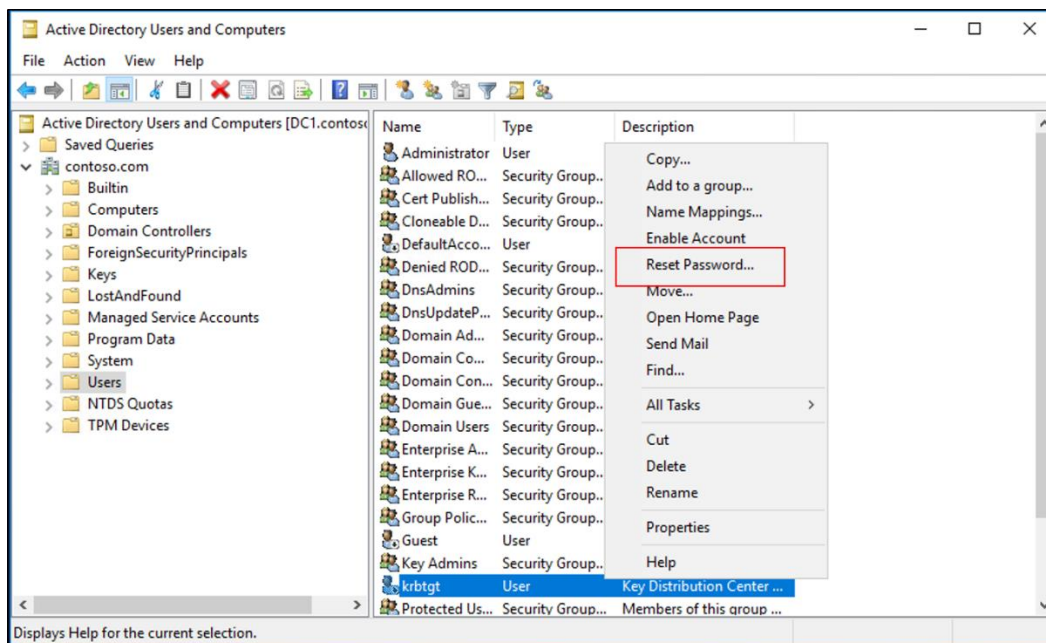 Active Directory Users and Computers
File Action View Help
Active Directory Users and Computers [DC1.contoso
Saved Queries
contoso.com
Builtin
Computers
Domain Controllers
ForeignSecurityPrincipals
Keys
LostAndFound
Managed Service Accounts
Program Data
System
Users
NTDS Quotas
TPM Devices
Name Type Description
Administrator User
Allowed RO... Security Group...
Cert Publish... Security Group...
Cloneable D... Security Group...
DefaultAcco... User
Denied ROD... Security Group...
DnsAdmins Security Group...
DnsUpdateP... Security Group...
Domain Ad... Security Group...
Domain Co... Security Group...
Domain Con... Security Group...
Domain Gue... Security Group...
Domain Users Security Group...
Enterprise A... Security Group...
Enterprise K... Security Group...
Enterprise R... Security Group...
Group Polic... Security Group...
Guest User
Key Admins Security Group...
krbtgt User Key Distribution Center ...
Protected Us... Security Group... Members of this group ...
Copy...
Add to a group...
Name Mappings...
Enable Account
Reset Password...
Move...
Open Home Page
Send Mail
Find...
All Tasks
Cut
Delete
Rename
Properties
Help
Displays Help for the current selection.